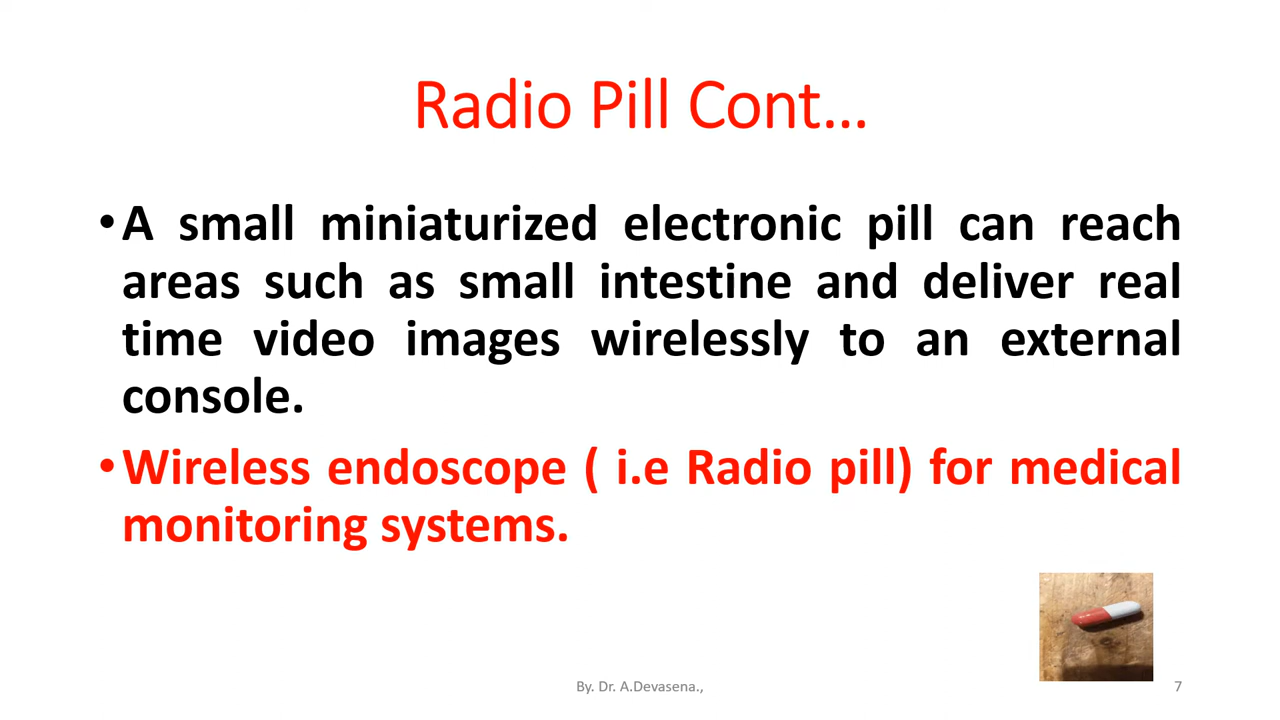 Radio Pill Cont...
•A small miniaturized electronic pill can reach
areas such as small intestine and deliver real
time video images wirelessly to an external
console.
•Wireless endoscope ( i.e Radio pill) for medical
monitoring systems.
By. Dr. A.Devasena.,
7